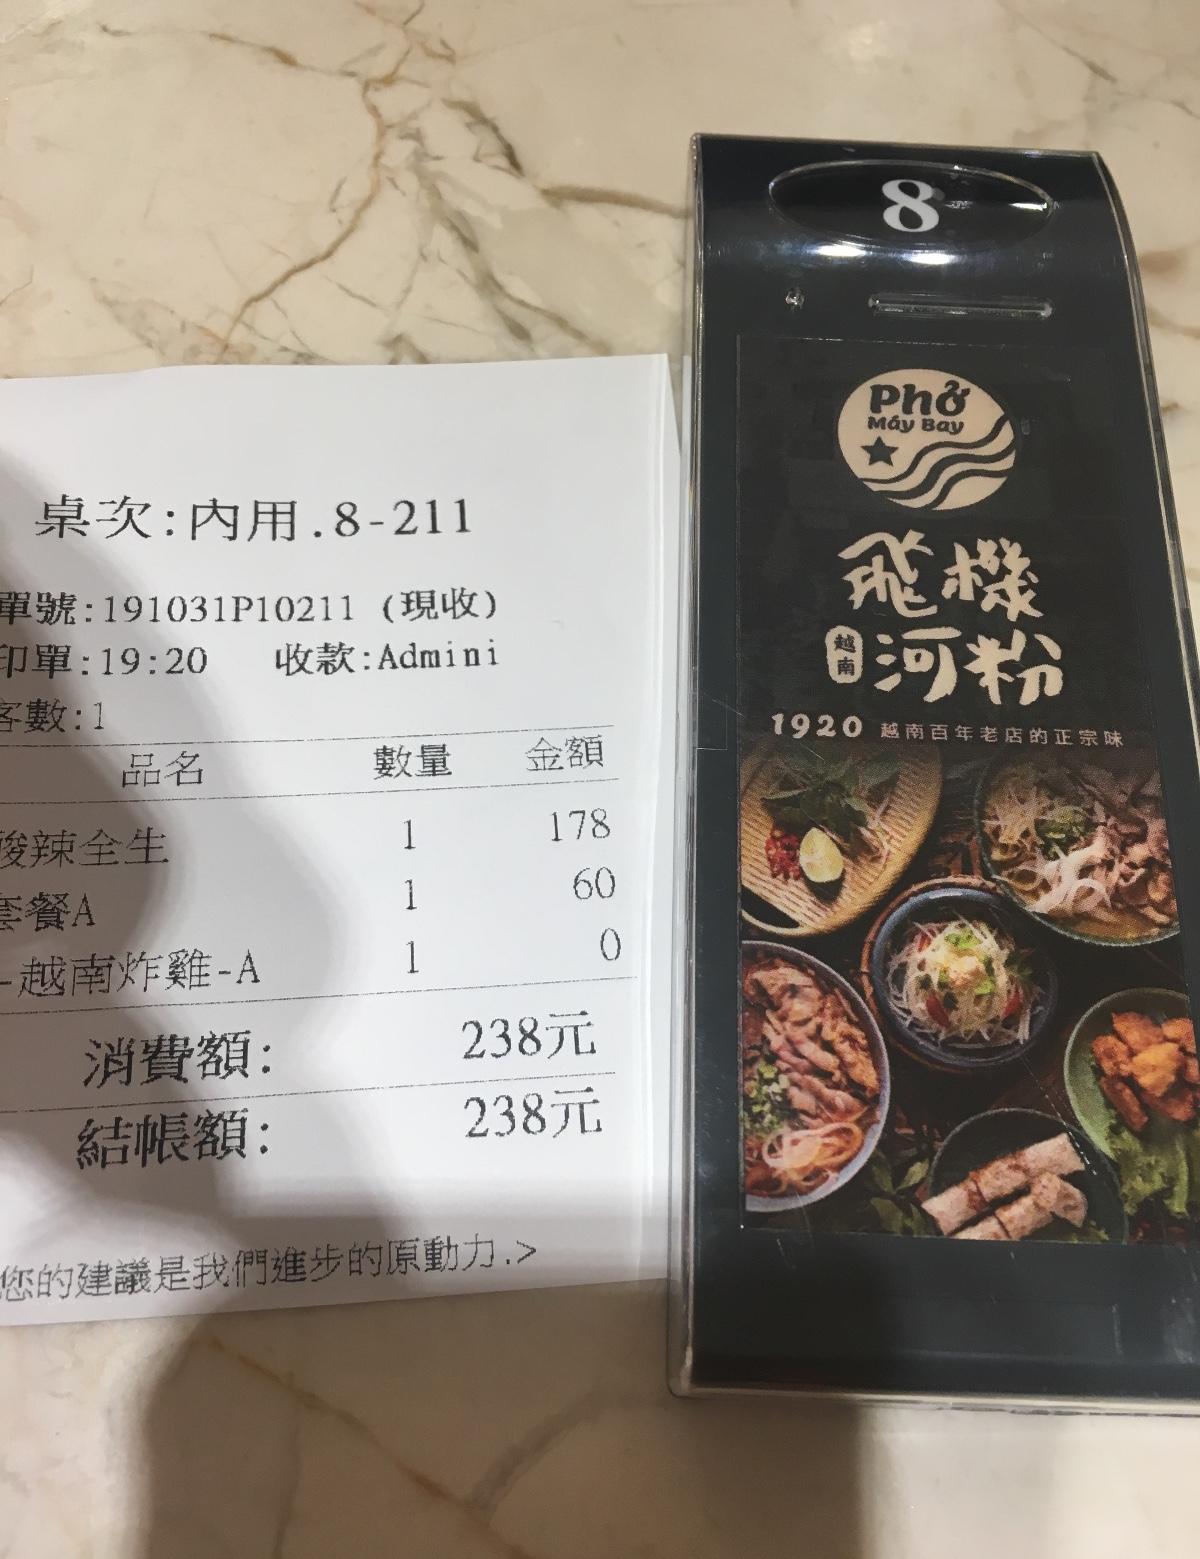 桌次:內用.8-211
單號:191031P10211 (現收)
印單:19:20 收款:Admini
客數:1
品名 數量 金額
酸辣全生 1 178
套餐A 1 60
-越南炸雞-A 1 0
消費額: 238元
結帳額: 238元
您的建議是我們進步的原動力.>
8
Phở
Máy Bay
飛機
越南
河粉
1920 越南百年老店的正宗味